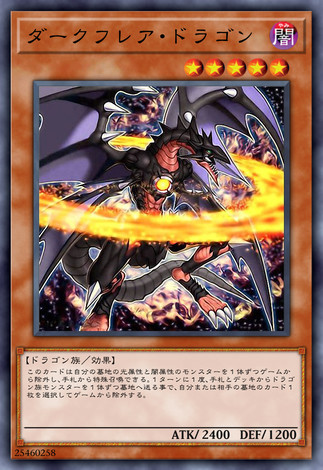 ダークフレア・ドラゴン
闇
【ドラゴン族／効果】
このカードは自分の墓地の光属性と闇属性のモンスターを１体ずつゲームか
ら除外し、手札から特殊召喚できる。１ターンに１度、手札とデッキからドラゴ
ン族モンスターを１体ずつ墓地へ送る事で、自分または相手の墓地のカード１
枚を選択してゲームから除外する。
ATK/ 2400 DEF/ 1200
25460258